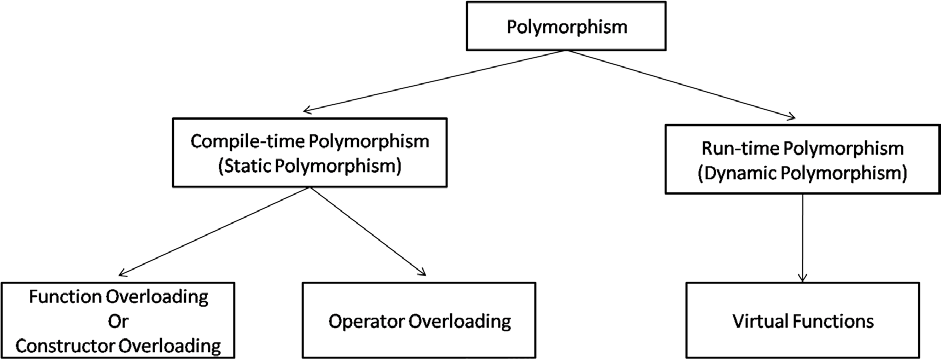 Polymorphism
Compile-time Polymorphism
(Static Polymorphism)
Run-time Polymorphism
(Dynamic Polymorphism)
Function Overloading
Or
Constructor Overloading
Operator Overloading
Virtual Functions